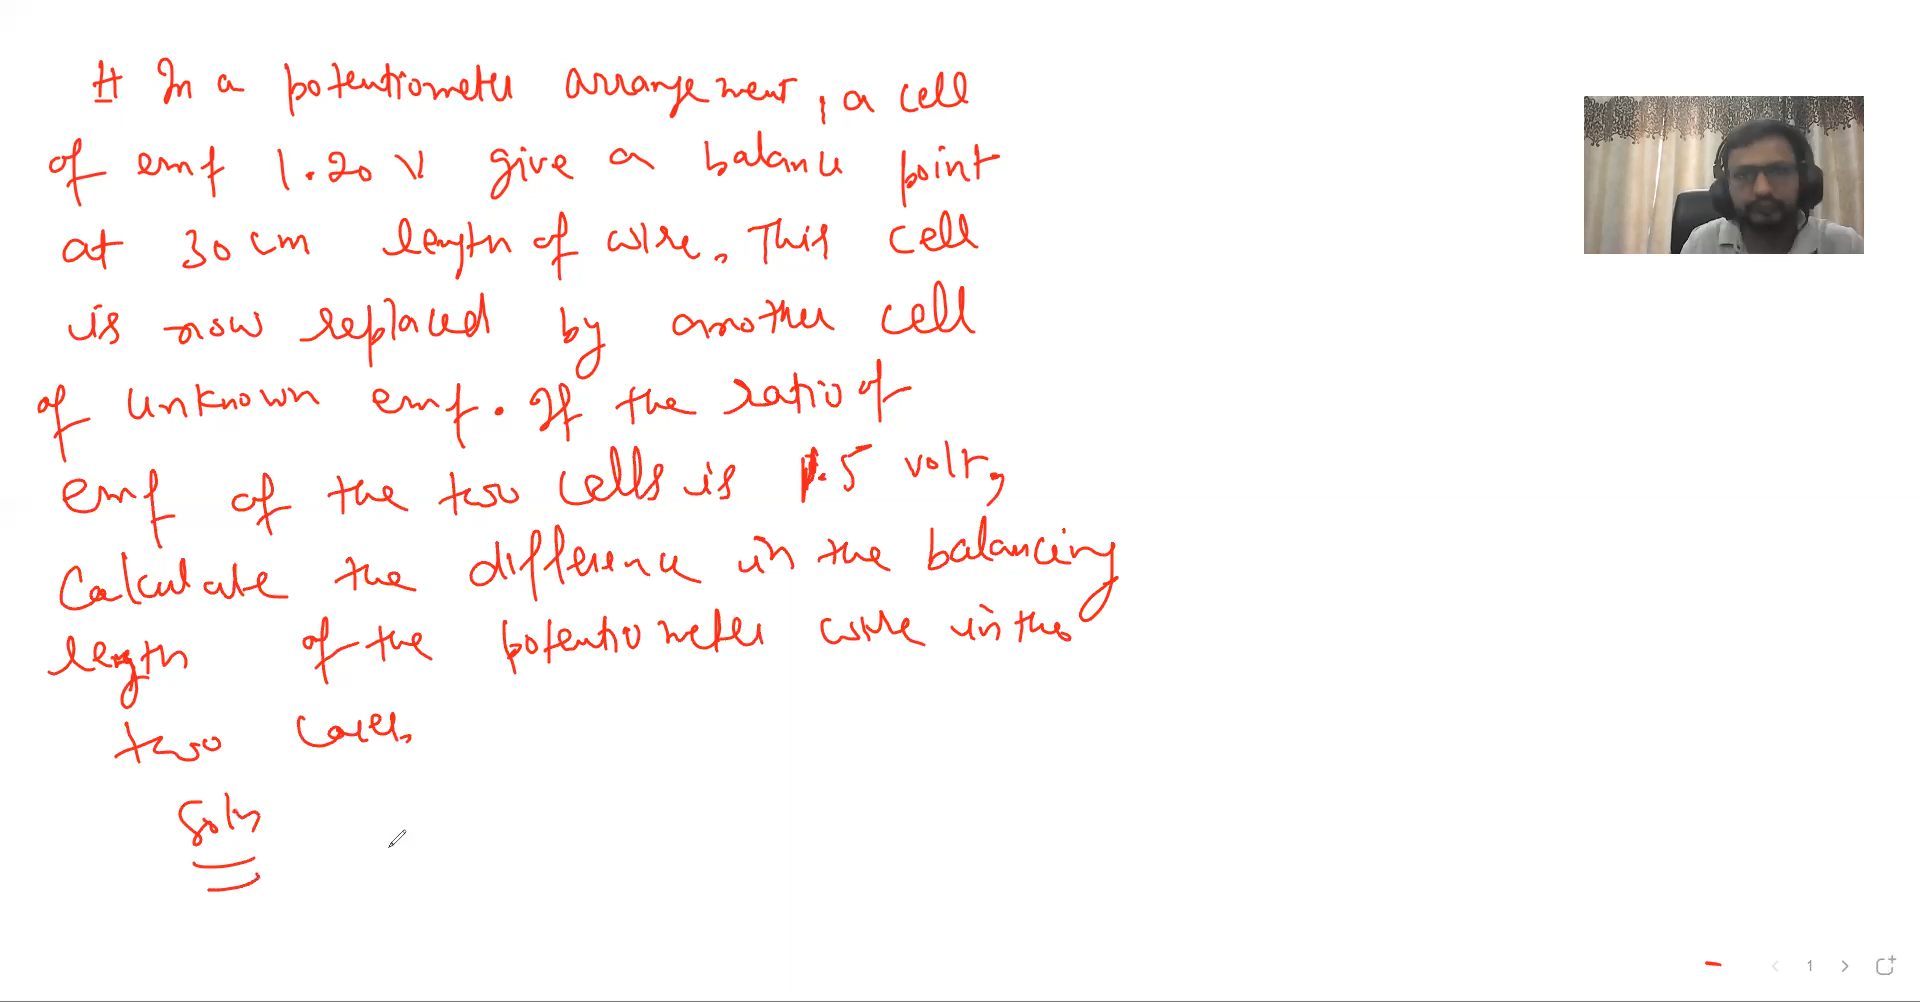 # In a potentiometer arrangement, a cell
of emf 1.20 V give a balance point
at 30 cm length of wire. This cell
is now replaced by another cell
of unknown emf. If the ratio of
emf of the two cells is 1.5 volt,
Calculate the difference in the balancing
length of the potentiometer wire in the
two cases.
Soln
1